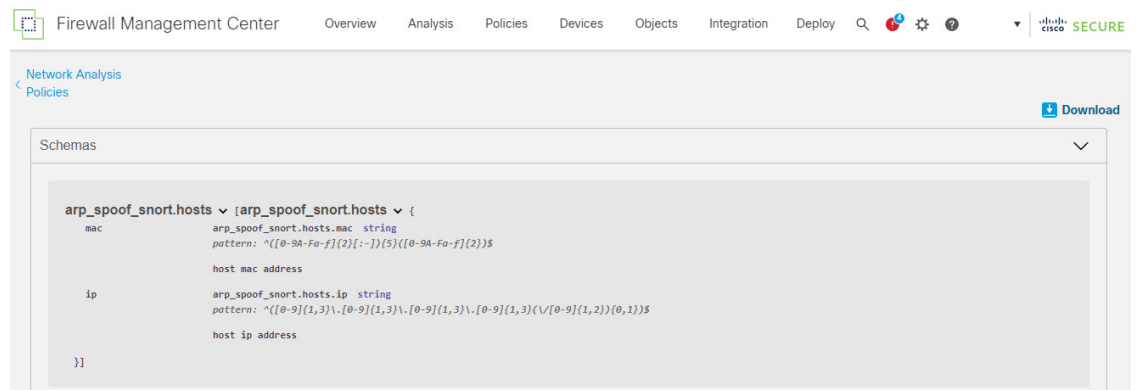 Firewall Management Center Overview Analysis Policies Devices Objects Integration Deploy 4 ? cisco SECURE
Network Analysis
Policies
Download
Schemas
arp_spoof_snort.hosts [arp_spoof_snort.hosts {
mac arp_spoof_snort.hosts.mac string
pattern: ^([0-9A-Fa-f]{2}[:-]){5}([0-9A-Fa-f]{2})$
host mac address
ip arp_spoof_snort.hosts.ip string
pattern: ^([0-9]{1,3}\.[0-9]{1,3}\.[0-9]{1,3}\.[0-9]{1,3}(\/[0-9]{1,2}){0,1})$
host ip address
}]